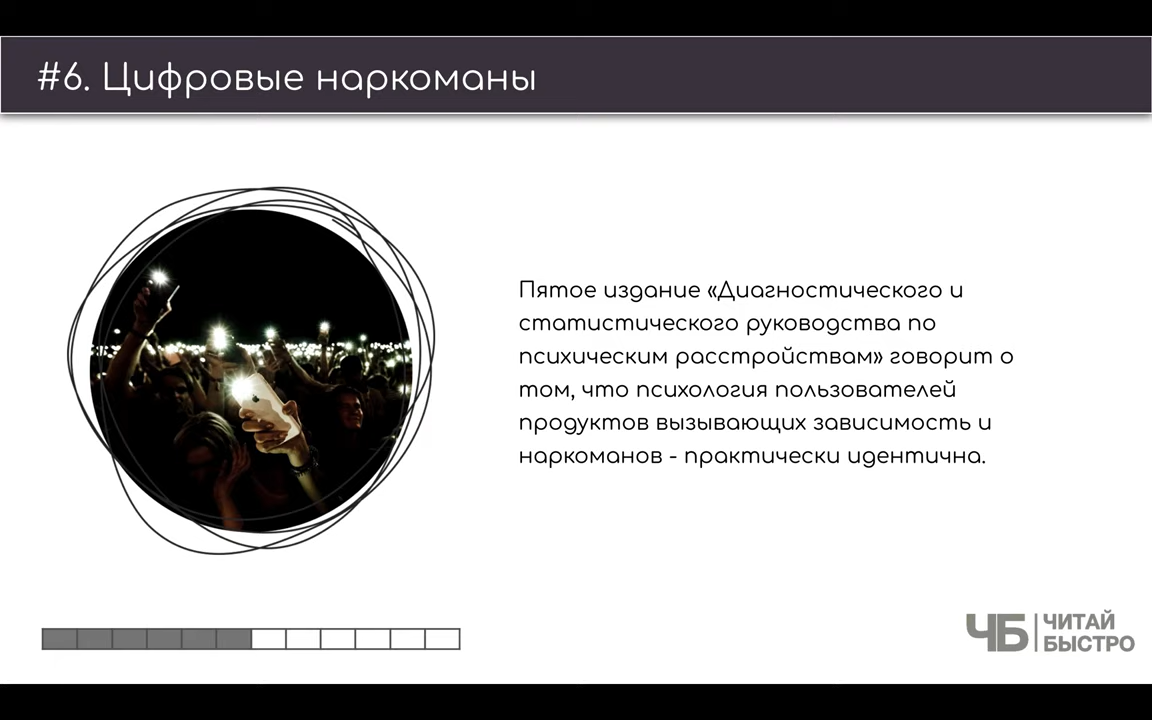 #6. Цифровые наркоманы
Пятое издание «Диагностического и
статистического руководства по
психическим расстройствам» говорит о
том, что психология пользователей
продуктов вызывающих зависимость и
наркоманов - практически идентична.
ЧБ
ЧИТАЙ
БЫСТРО